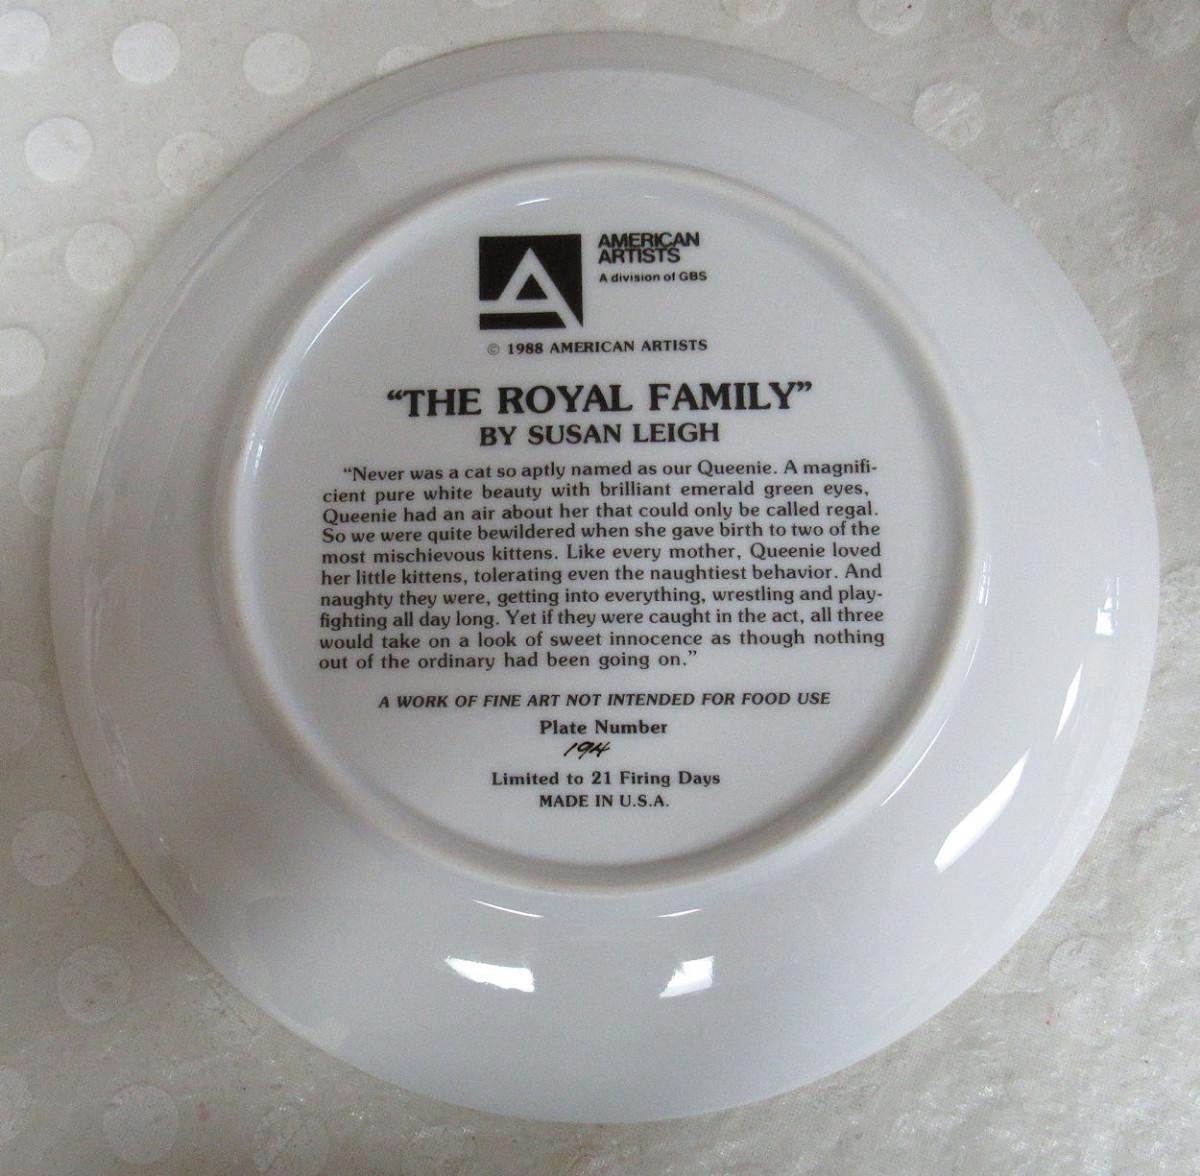 AMERICAN
ARTISTS
A division of GBS
© 1988 AMERICAN ARTISTS
“THE ROYAL FAMILY”
BY SUSAN LEIGH
“Never was a cat so aptly named as our Queenie. A magnifi-
cient pure white beauty with brilliant emerald green eyes,
Queenie had an air about her that could only be called regal.
So we were quite bewildered when she gave birth to two of the
most mischievous kittens. Like every mother, Queenie loved
her little kittens, tolerating even the naughtiest behavior. And
naughty they were, getting into everything, wrestling and play-
fighting all day long. Yet if they were caught in the act, all three
would take on a look of sweet innocence as though nothing
out of the ordinary had been going on.”
A WORK OF FINE ART NOT INTENDED FOR FOOD USE
Plate Number
194
Limited to 21 Firing Days
MADE IN U.S.A.